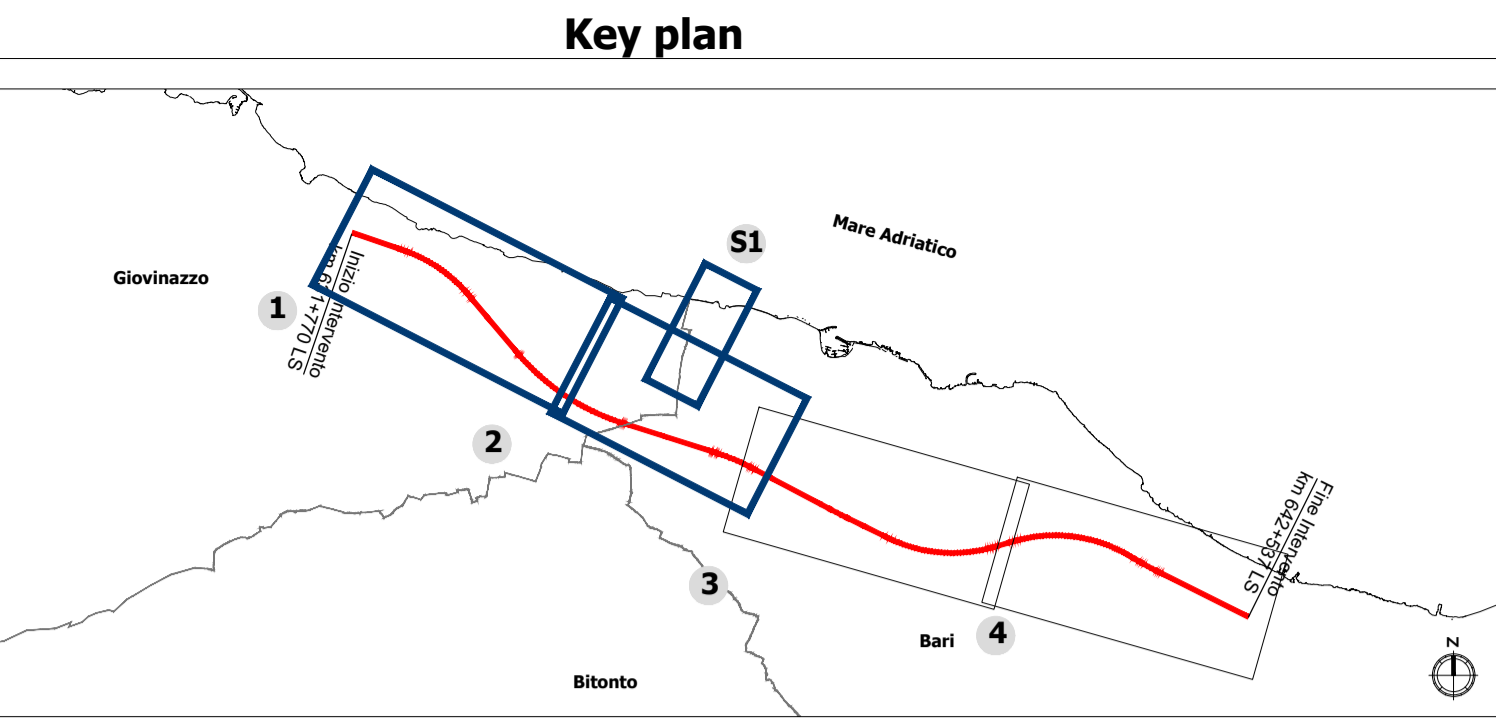 Key plan
Mare Adriatico
S1
Giovinazzo
1
Inizio Intervento
km 631+770 LS
2
3
Fine Intervento
km 642+537 LS
Bari
4
Bitonto
N